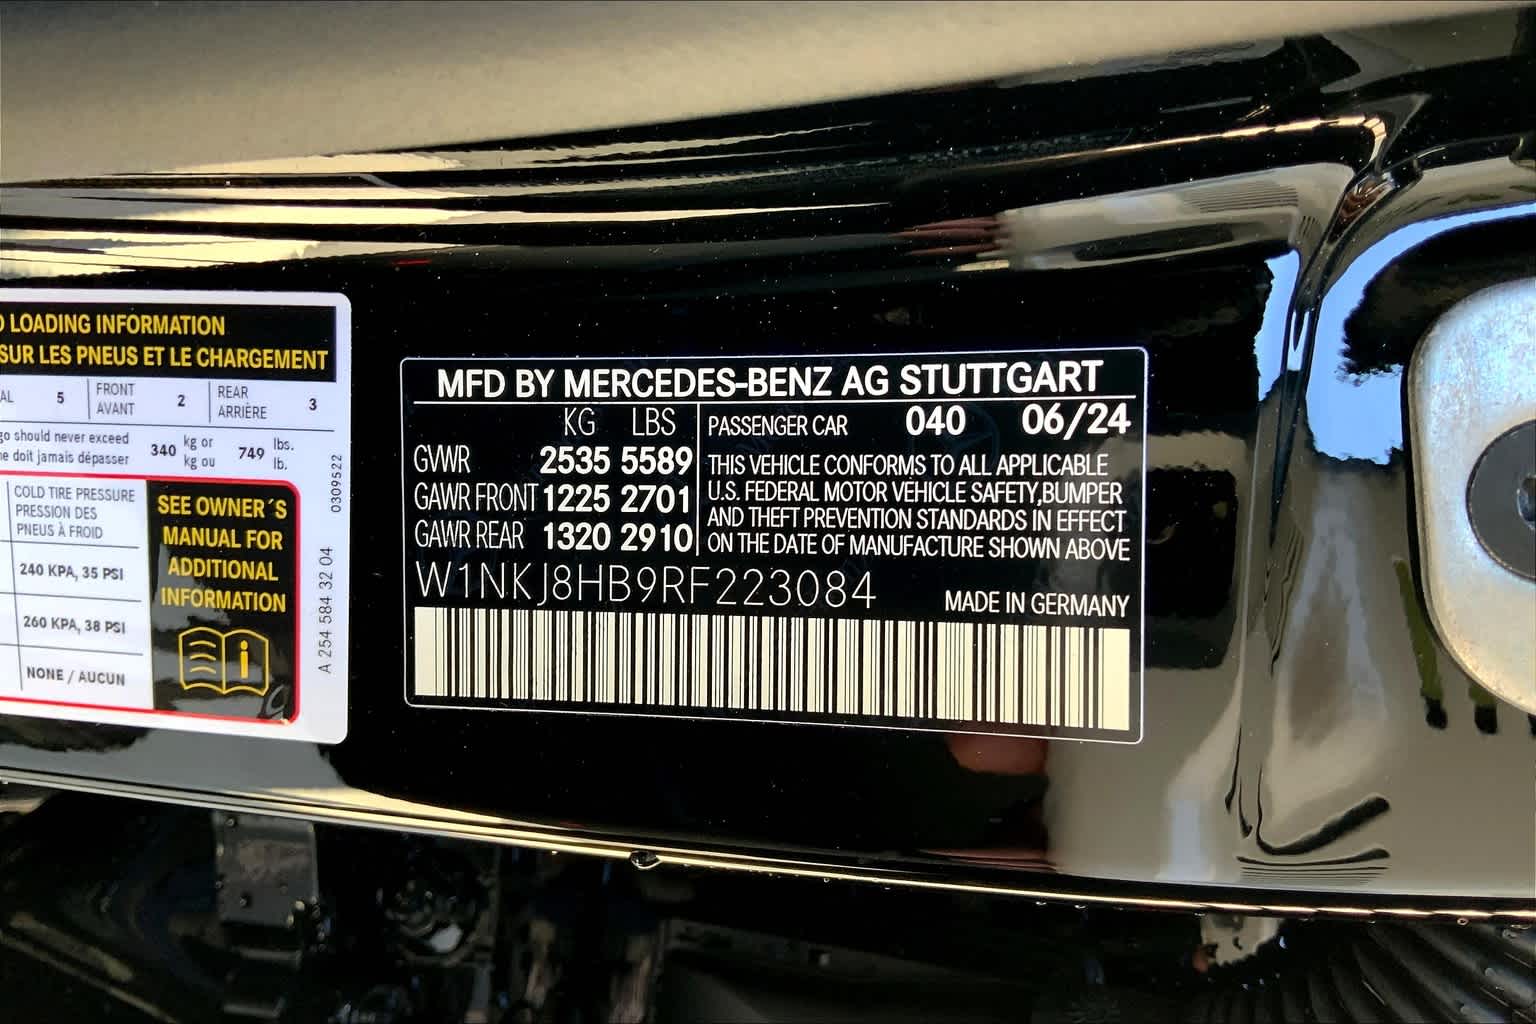 LOADING INFORMATION
SUR LES PNEUS ET LE CHARGEMENT
5 FRONT AVANT 2 REAR ARRIÈRE 3
should never exceed
doit jamais dépasser
340 kg or kg ou 749 lbs. lb.
COLD TIRE PRESSURE
PRESSION DES
PNEUS À FROID
240 KPA, 35 PSI
260 KPA, 38 PSI
NONE / AUCUN
SEE OWNER´S
MANUAL FOR
ADDITIONAL
INFORMATION
i
0309522
A 254 584 32 04
MFD BY MERCEDES-BENZ AG STUTTGART
KG LBS
GVWR 2535 5589
GAWR FRONT 1225 2701
GAWR REAR 1320 2910
PASSENGER CAR 040 06/24
THIS VEHICLE CONFORMS TO ALL APPLICABLE
U.S. FEDERAL MOTOR VEHICLE SAFETY,BUMPER
AND THEFT PREVENTION STANDARDS IN EFFECT
ON THE DATE OF MANUFACTURE SHOWN ABOVE
W1NKJ8HB9RF223084
MADE IN GERMANY